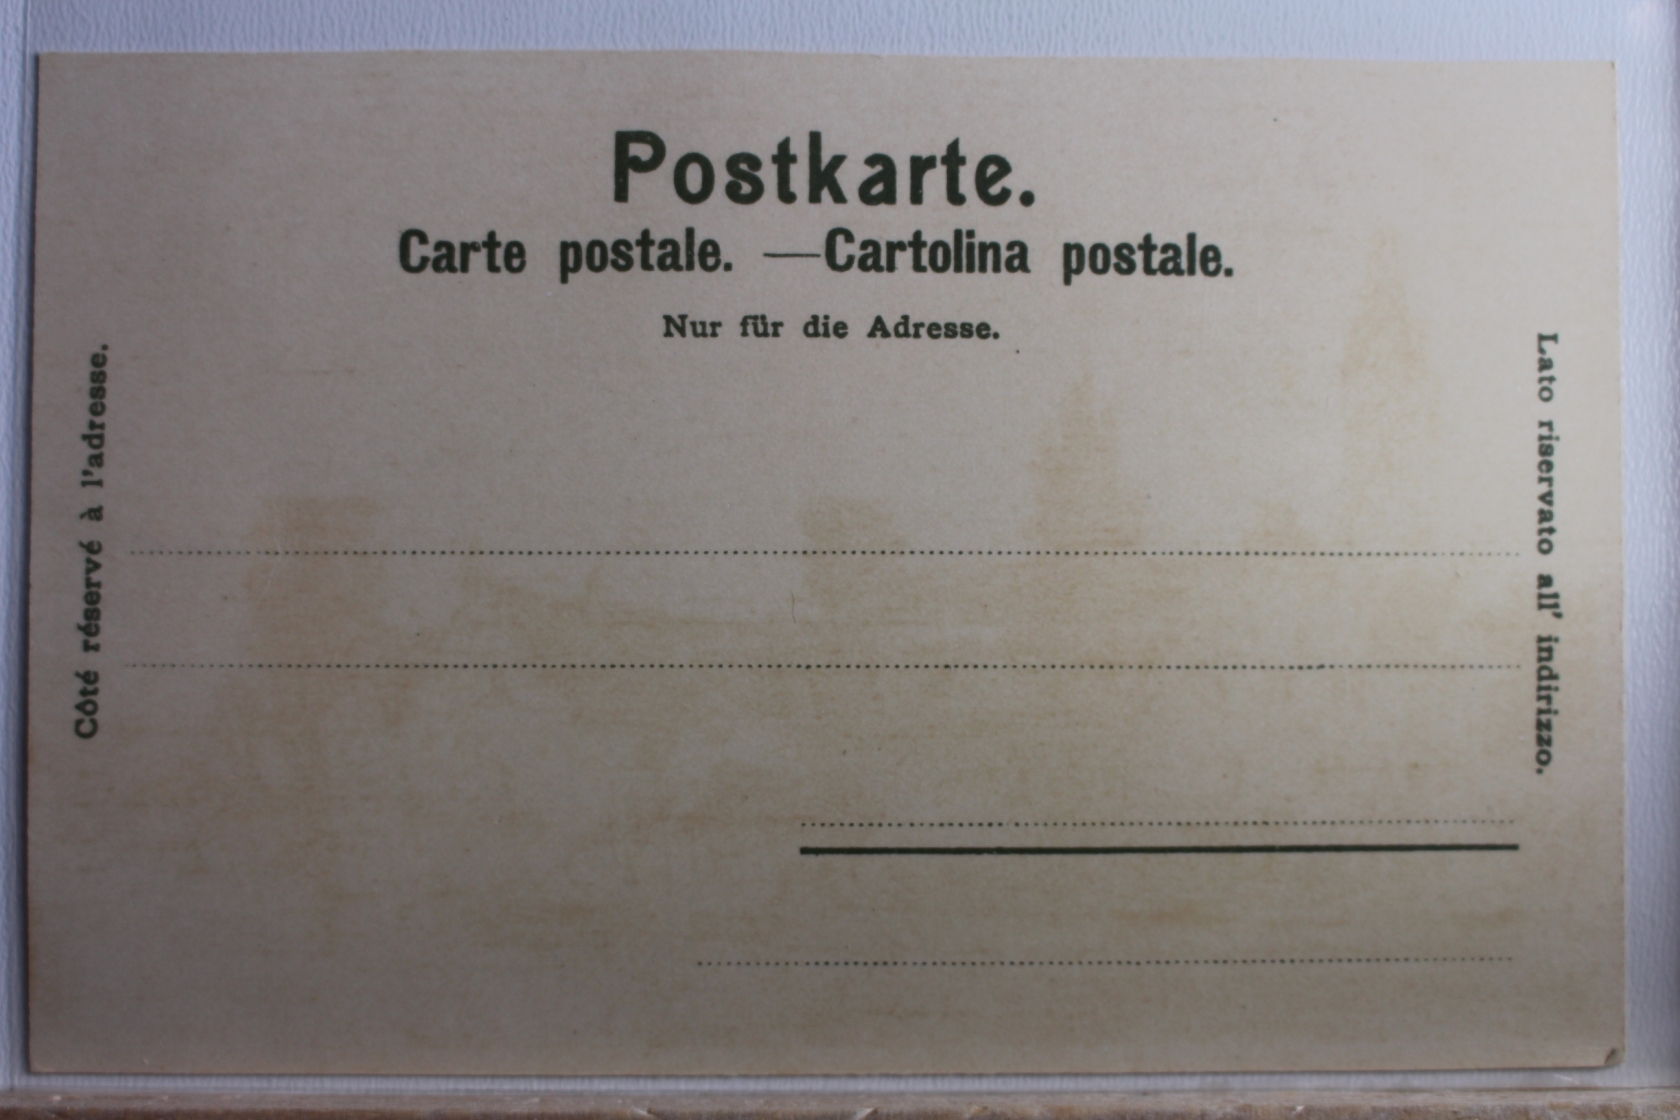 Postkarte.
Carte postale. —Cartolina postale.
Nur für die Adresse.
Côté réservé à l'adresse.
Lato riservato all' indirizzo.